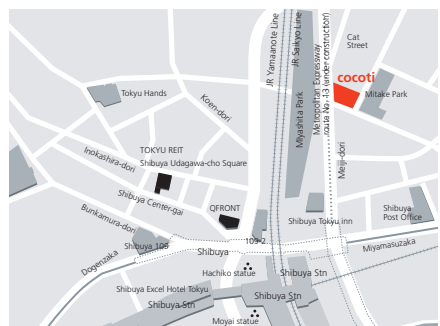 JR Yamaanote Line
JR Saikyo Line
Cat
Street
cocoti
Metropolitan Expressway
route No. 13 (under construction)
Tokyu Hands
Mitake Park
Koen-dori
Miyashita Park
TOKYU REIT
Shibuya Udagawa-cho Square
Inokashira-dori
Meiji-dori
Shibuya Center-gai
QFRONT
Shibuya
Post Office
Bunkamura-dori
Shibuya Tokyu inn
Shibuya 109
109-2
Miyamasuzaka
Shibuya
Dogenzaka
Hachiko statue
Shibuya Stn
Shibuya Excel Hotel Tokyu
Shibuya Stn
Shibuya Stn
Moyai statue